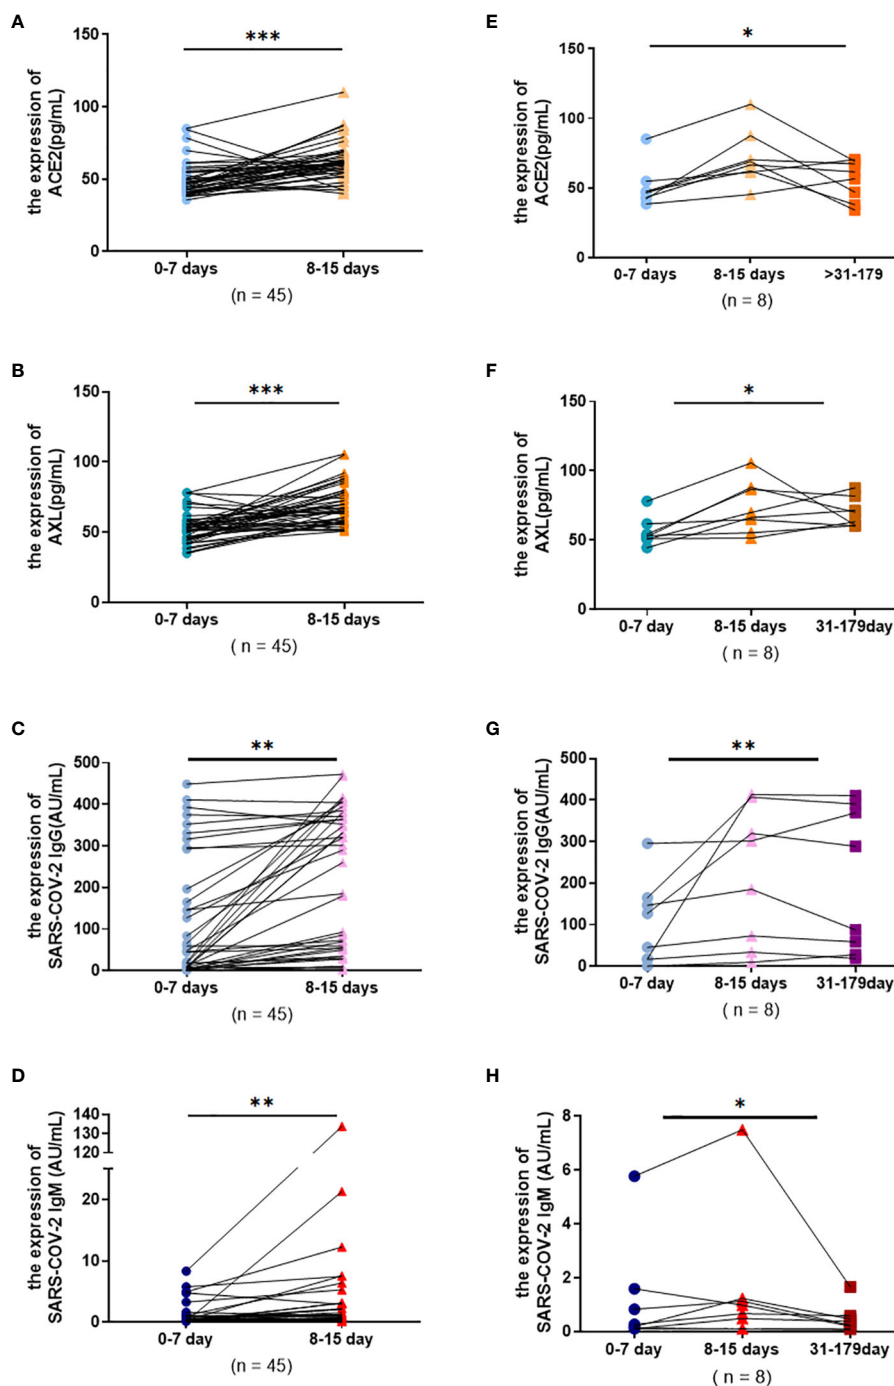 A
the expression of
ACE2(pg/mL)
150
100
50
0
***
0-7 days
8-15 days
(n = 45)
E
the expression of
ACE2(pg/mL)
150
100
50
0
*
0-7 days
8-15 days
>31-179
(n = 8)
B
the expression of
AXL(pg/mL)
150
100
50
0
***
0-7 days
8-15 days
( n = 45)
F
the expression of
AXL(pg/mL)
150
100
50
0
*
0-7 day
8-15 days
31-179day
( n = 8)
C
the expression of
SARS-COV-2 IgG(AU/mL)
500
400
300
200
100
0
**
0-7 days
8-15 days
(n = 45)
G
the expression of
SARS-COV-2 IgG(AU/mL)
500
400
300
200
100
0
**
0-7 day
8-15 days
31-179day
( n = 8)
D
the expression of
SARS-COV-2 IgM (AU/mL)
140
130
120
20
10
0
**
0-7 day
8-15 day
(n = 45)
H
the expression of
SARS-COV-2 IgM (AU/mL)
8
6
4
2
0
*
0-7 day
8-15 days
31-179day
( n = 8)